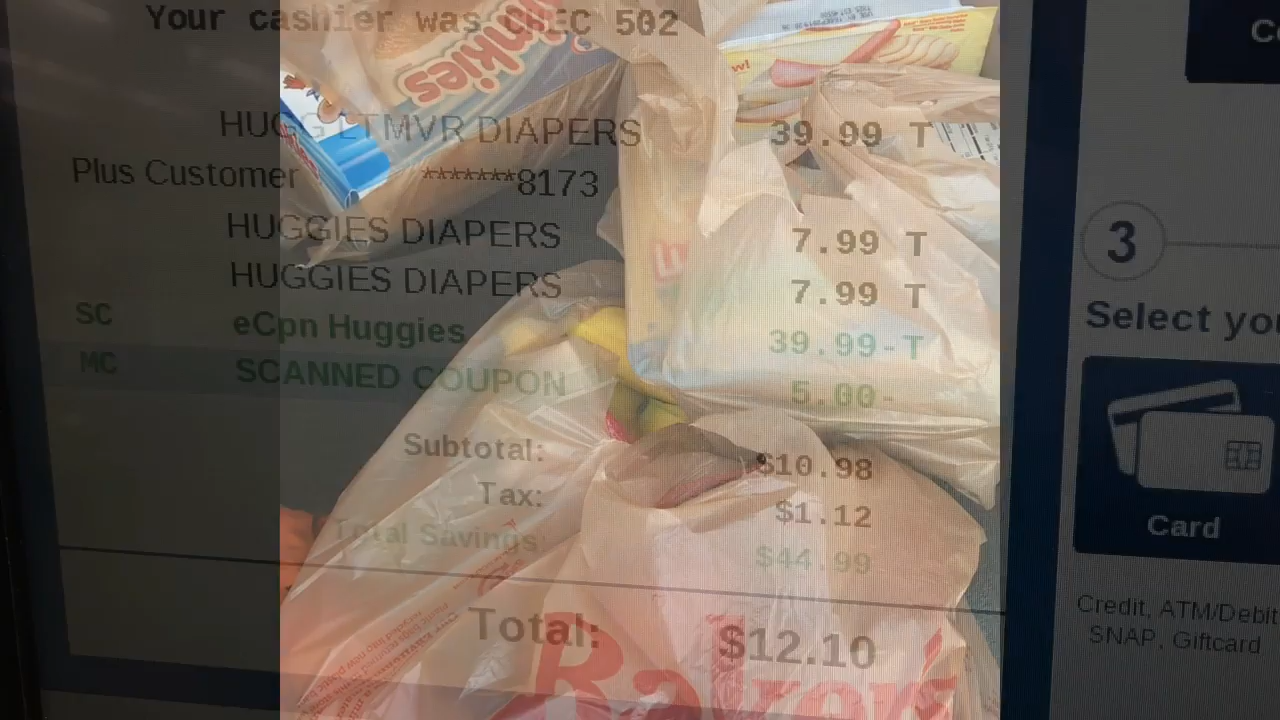 Your cashier was CHEC 502
HUGG LTMVR DIAPERS 39.99 T
Plus Customer *******8173
HUGGIES DIAPERS 7.99 T
HUGGIES DIAPERS 7.99 T
SC eCpn Huggies 39.99-T
MC SCANNED COUPON 5.00-
Subtotal: $10.98
Tax: $1.12
Total Savings: $44.99
Total: $12.10
3
Card
Credit, ATM/Debit
SNAP, Giftcard